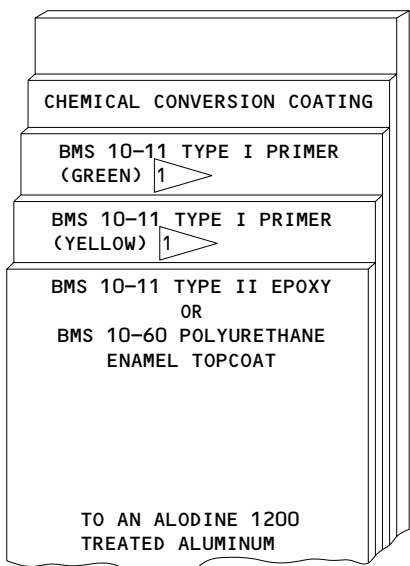 CHEMICAL CONVERSION COATING
BMS 10-11 TYPE I PRIMER
(GREEN) 1
BMS 10-11 TYPE I PRIMER
(YELLOW) 1
BMS 10-11 TYPE II EPOXY
OR
BMS 10-60 POLYURETHANE
ENAMEL TOPCOAT
TO AN ALODINE 1200
TREATED ALUMINUM